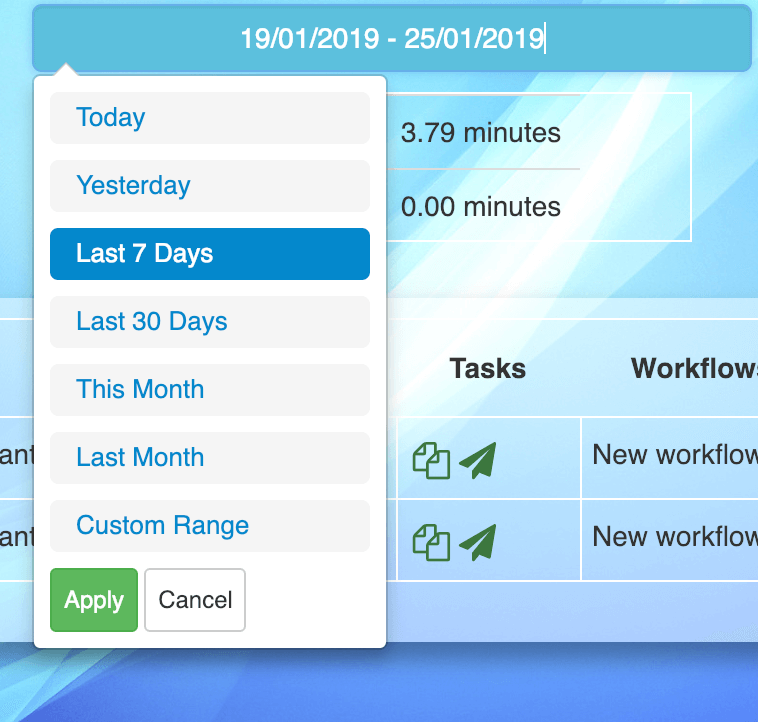 19/01/2019 - 25/01/2019
Today
Yesterday
Last 7 Days
Last 30 Days
This Month
Last Month
Custom Range
Apply Cancel
3.79 minutes
0.00 minutes
Tasks Workflows
ant New workflow
ant New workflow